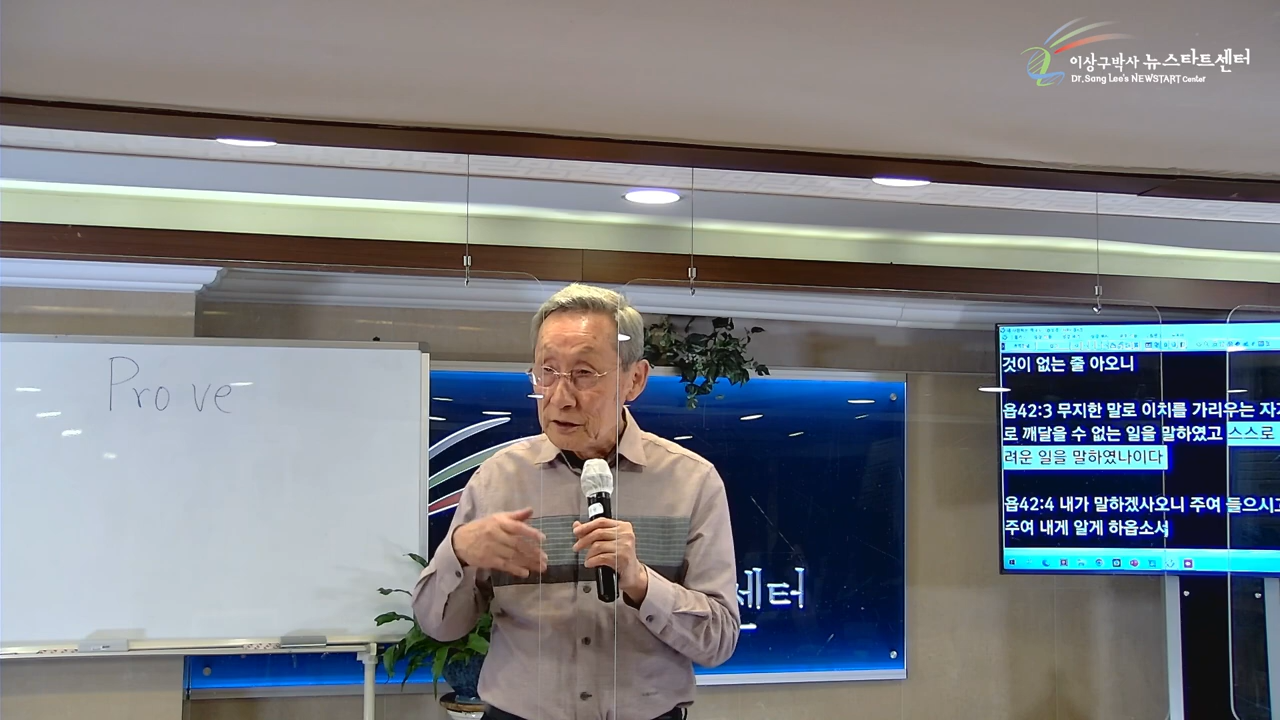 이상구박사 뉴스타트센터
Dr. Sang Lee's NEWSTART Center
Prove
것이 없는 줄 아오니
욥42:3 무지한 말로 이치를 가리우는 자
로 깨달을 수 없는 일을 말하였고 스스로
려운 일을 말하였나이다
욥42:4 내가 말하겠사오니 주여 들으시고
주여 내게 알게 하옵소서
센터